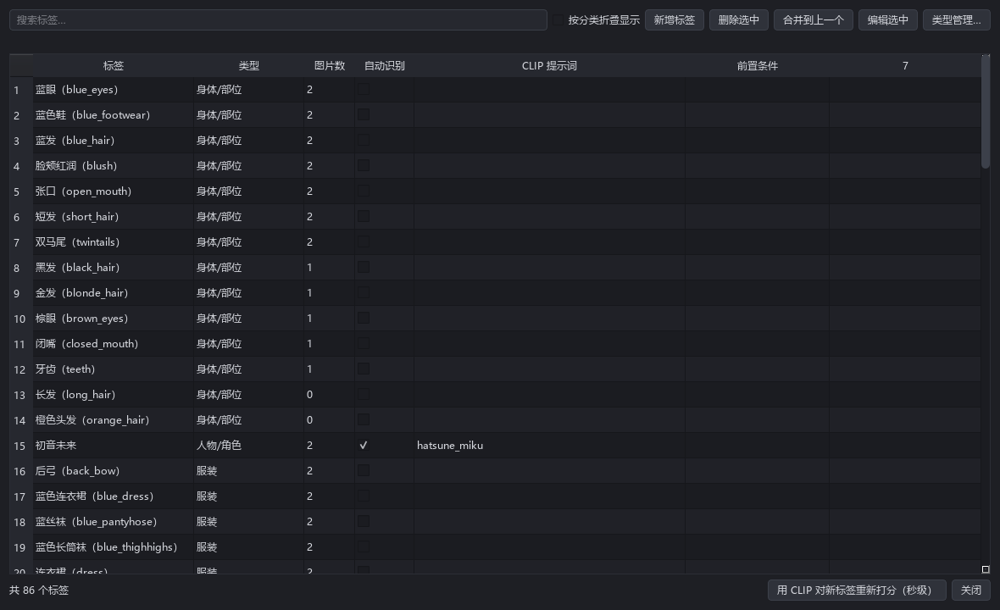 搜索标签... 按分类折叠显示 新增标签 删除选中 合并到上一个 编辑选中 类型管理...
标签 类型 图片数 自动识别 CLIP 提示词 前置条件 7
1 蓝眼（blue_eyes） 身体/部位 2
2 蓝色鞋（blue_footwear） 身体/部位 2
3 蓝发（blue_hair） 身体/部位 2
4 脸颊红润（blush） 身体/部位 2
5 张口（open_mouth） 身体/部位 2
6 短发（short_hair） 身体/部位 2
7 双马尾（twintails） 身体/部位 2
8 黑发（black_hair） 身体/部位 1
9 金发（blonde_hair） 身体/部位 1
10 棕眼（brown_eyes） 身体/部位 1
11 闭嘴（closed_mouth） 身体/部位 1
12 牙齿（teeth） 身体/部位 1
13 长发（long_hair） 身体/部位 0
14 橙色头发（orange_hair） 身体/部位 0
15 初音未来 人物/角色 2 ✓ hatsune_miku
16 后弓（back_bow） 服装 2
17 蓝色连衣裙（blue_dress） 服装 2
18 蓝丝袜（blue_pantyhose） 服装 2
19 蓝色长筒袜（blue_thighhighs） 服装 2
20 连衣裙（dress） 服装 2
共 86 个标签 用 CLIP 对新标签重新打分（秒级） 关闭